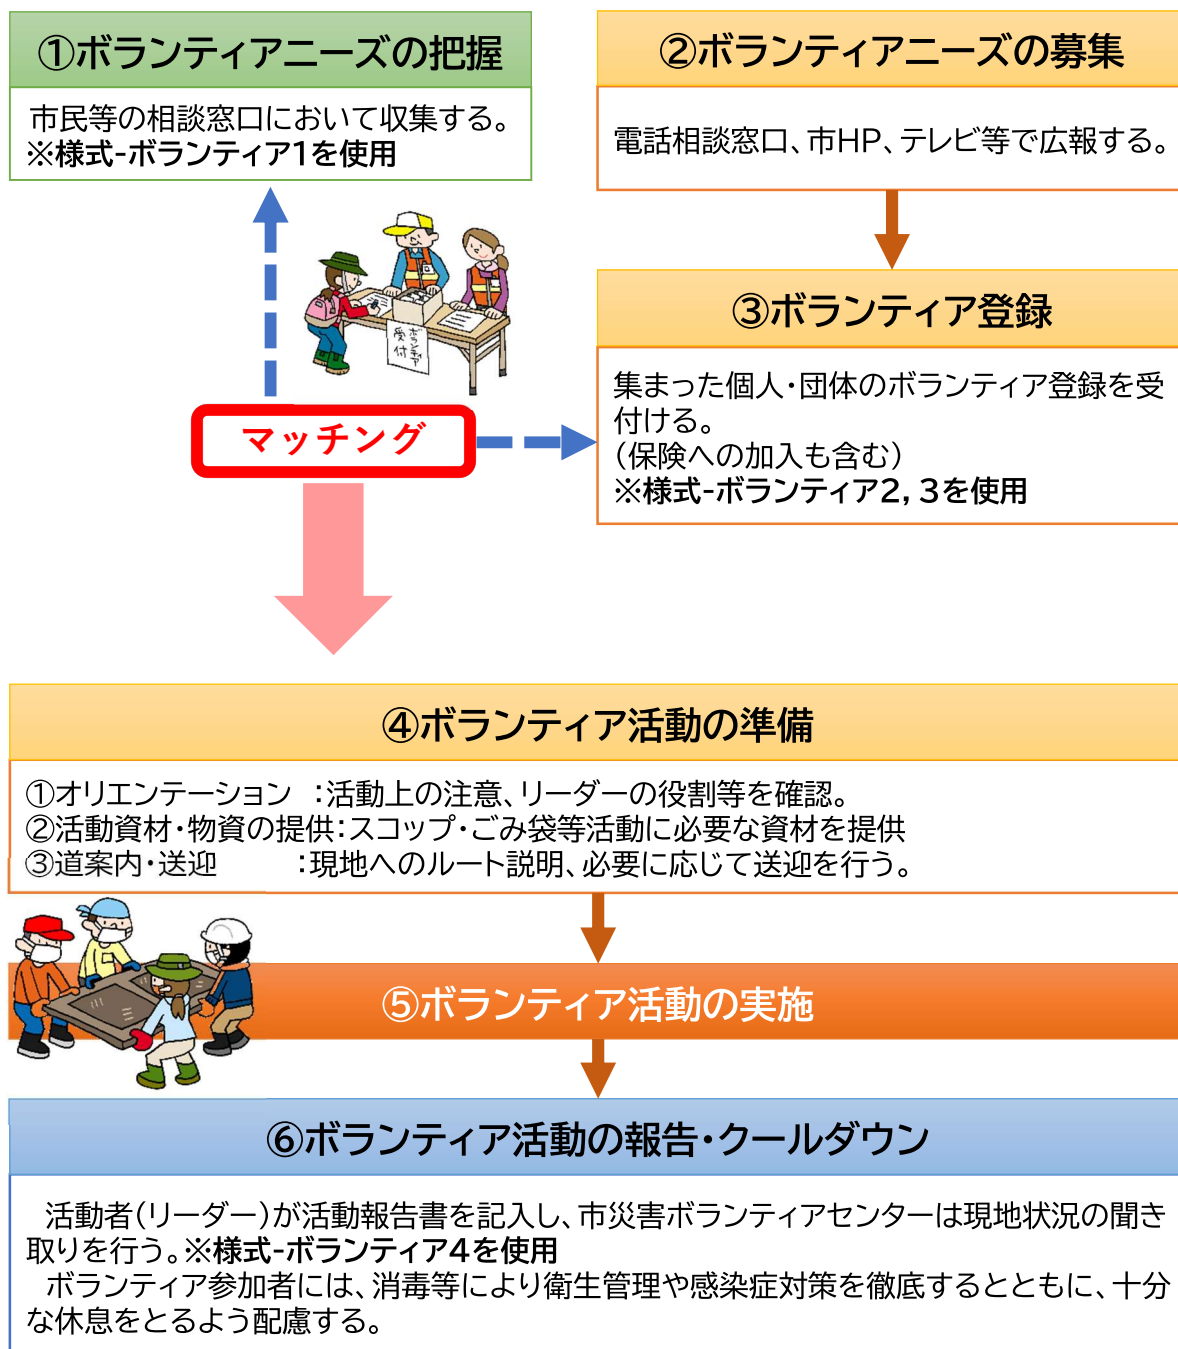 ①ボランティアニーズの把握
市民等の相談窓口において収集する。
※様式-ボランティア1を使用
②ボランティアニーズの募集
電話相談窓口、市HP、テレビ等で広報する。
③ボランティア登録
集まった個人・団体のボランティア登録を受
付ける。
(保険への加入も含む)
※様式-ボランティア2,3を使用
ボランティア
受付
マッチング
④ボランティア活動の準備
①オリエンテーション :活動上の注意、リーダーの役割等を確認。
②活動資材・物資の提供:スコップ・ごみ袋等活動に必要な資材を提供
③道案内・送迎 :現地へのルート説明、必要に応じて送迎を行う。
⑤ボランティア活動の実施
⑥ボランティア活動の報告・クールダウン
活動者(リーダー)が活動報告書を記入し、市災害ボランティアセンターは現地状況の聞き
取りを行う。※様式-ボランティア4を使用
ボランティア参加者には、消毒等により衛生管理や感染症対策を徹底するとともに、十分
な休息をとるよう配慮する。